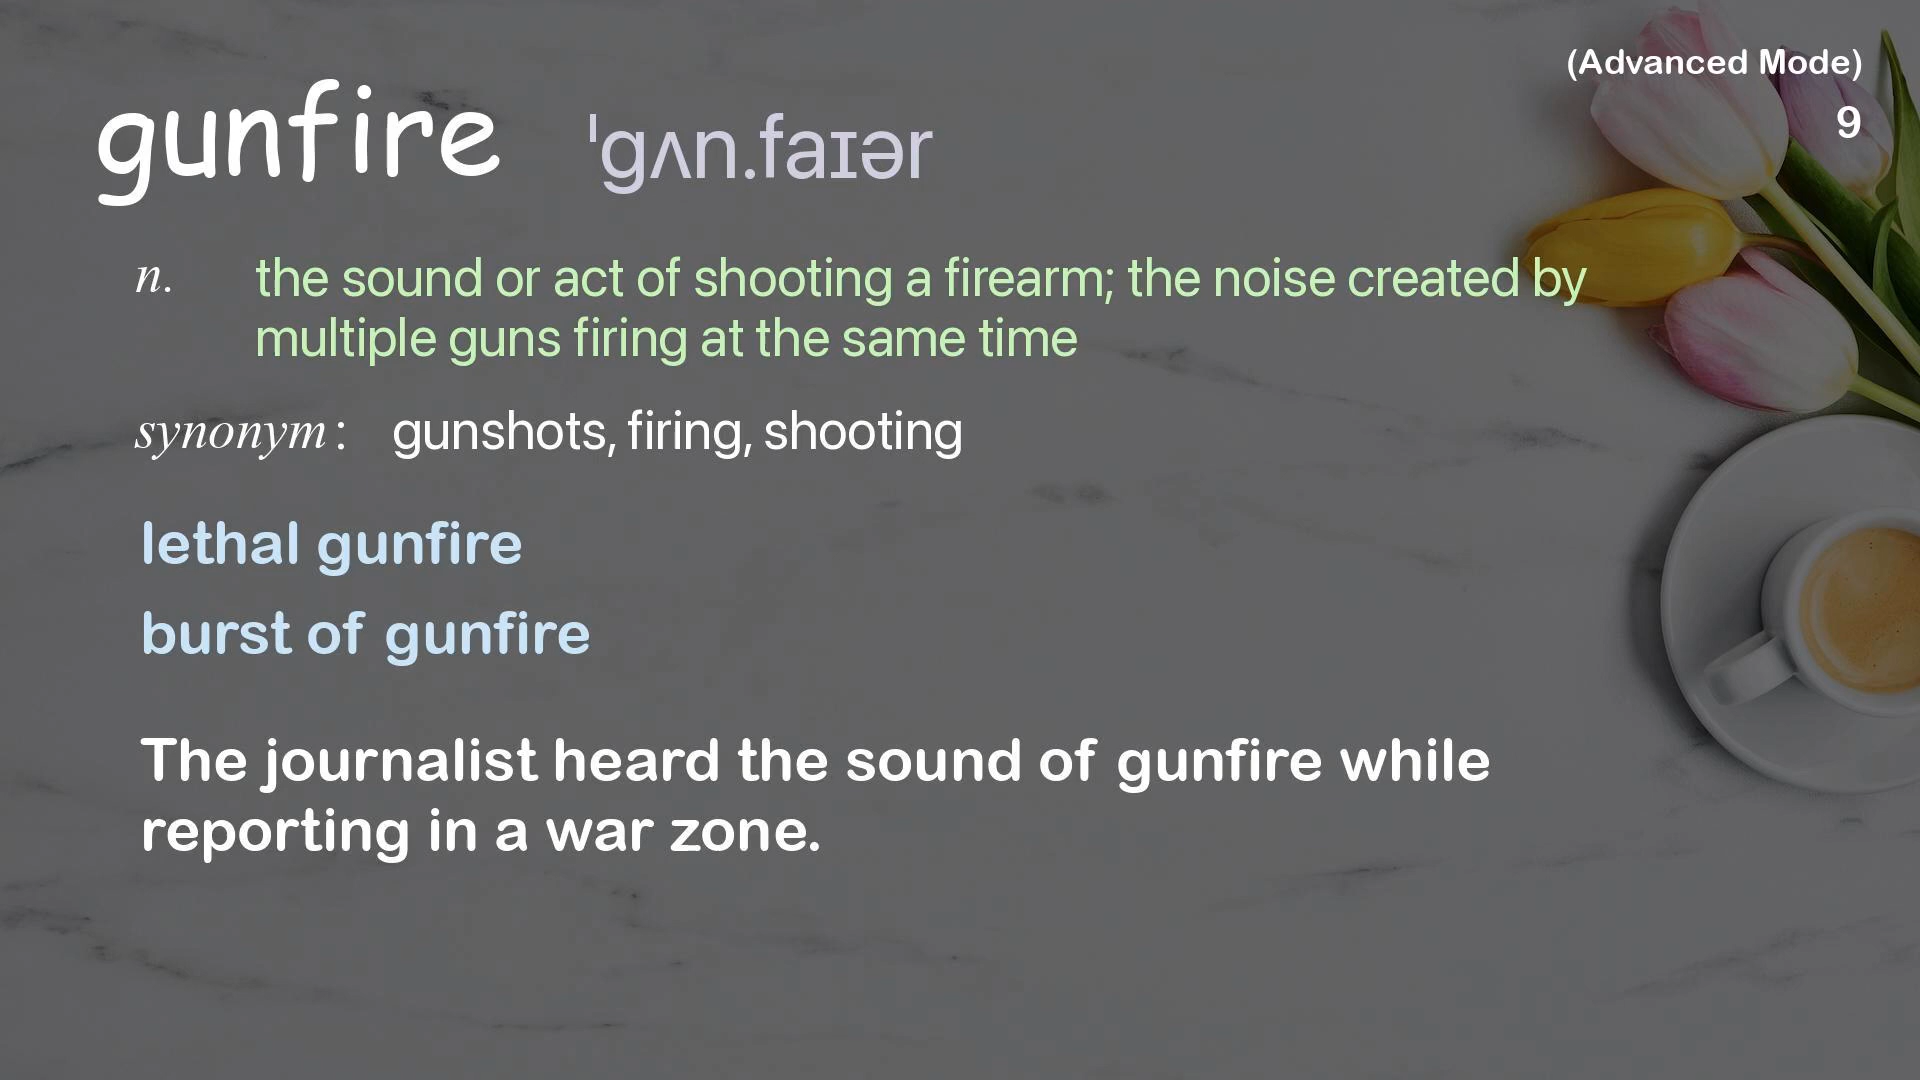 (Advanced Mode)
9
gunfire ˈɡʌn.faɪər
n. the sound or act of shooting a firearm; the noise created by
multiple guns firing at the same time
synonym: gunshots, firing, shooting
lethal gunfire
burst of gunfire
The journalist heard the sound of gunfire while
reporting in a war zone.